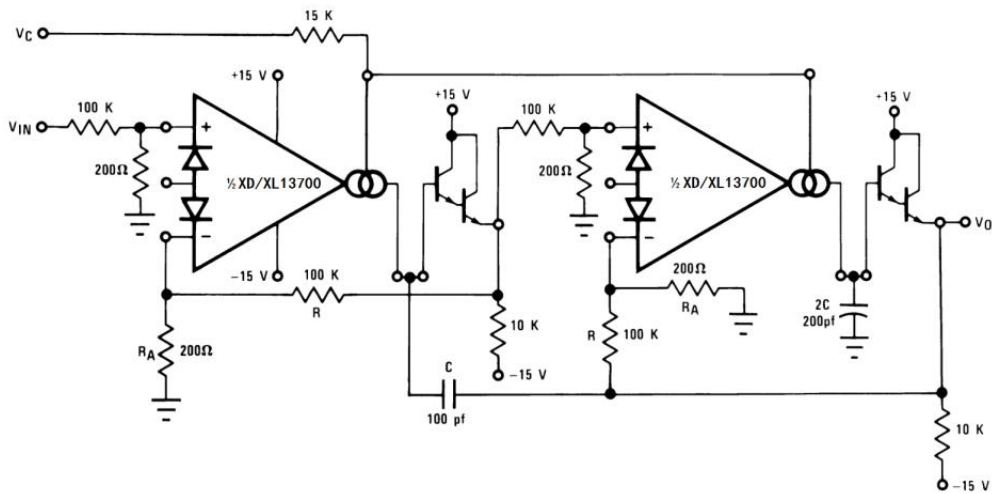 15 K
VC
+15 V
+15 V
+15 V
100 K
100 K
VIN
+
+
200Ω
½ XD/XL13700
200Ω
½ XD/XL13700
VO
−
−
−15 V
100 K
R
200Ω
RA
2C
200pf
10 K
R
100 K
RA
200Ω
−15 V
C
100 pf
10 K
−15 V